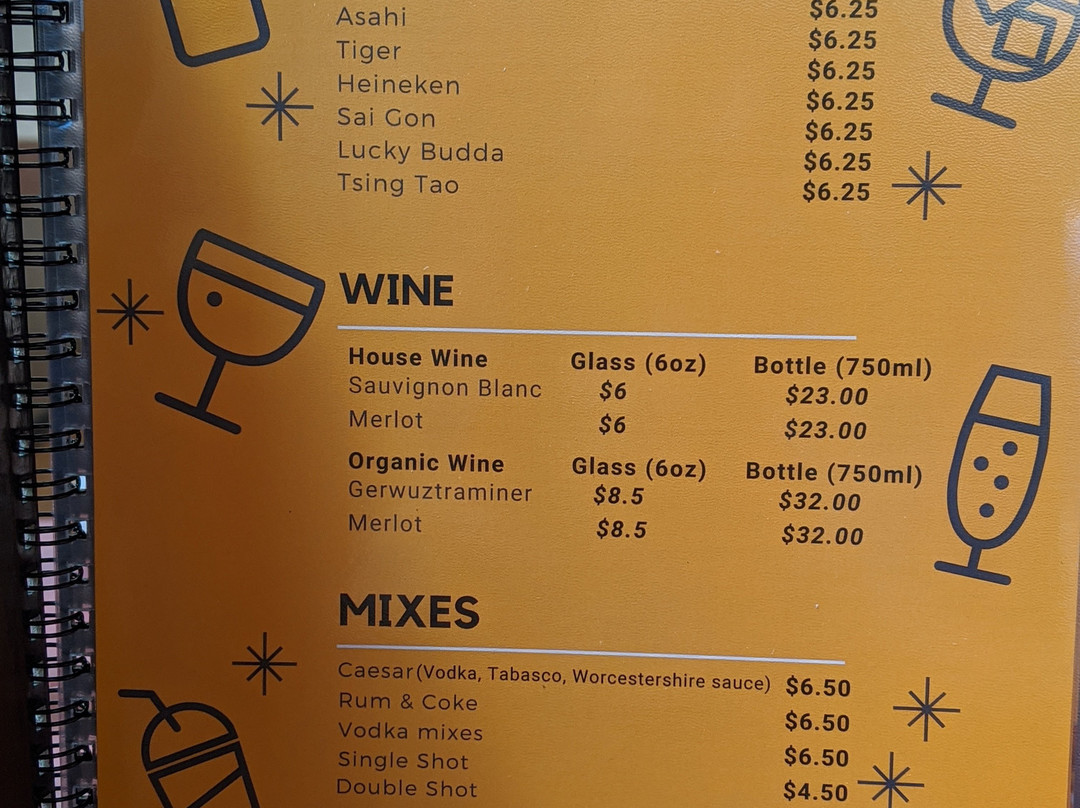 $6.25
Asahi $6.25
Tiger $6.25
Heineken $6.25
Sai Gon $6.25
Lucky Budda $6.25
Tsing Tao $6.25
WINE
House Wine Glass (6oz) Bottle (750ml)
Sauvignon Blanc $6 $23.00
Merlot $6 $23.00
Organic Wine Glass (6oz) Bottle (750ml)
Gerwuztraminer $8.5 $32.00
Merlot $8.5 $32.00
MIXES
Caesar(Vodka, Tabasco, Worcestershire sauce) $6.50
Rum & Coke $6.50
Vodka mixes $6.50
Single Shot $4.50
Double Shot